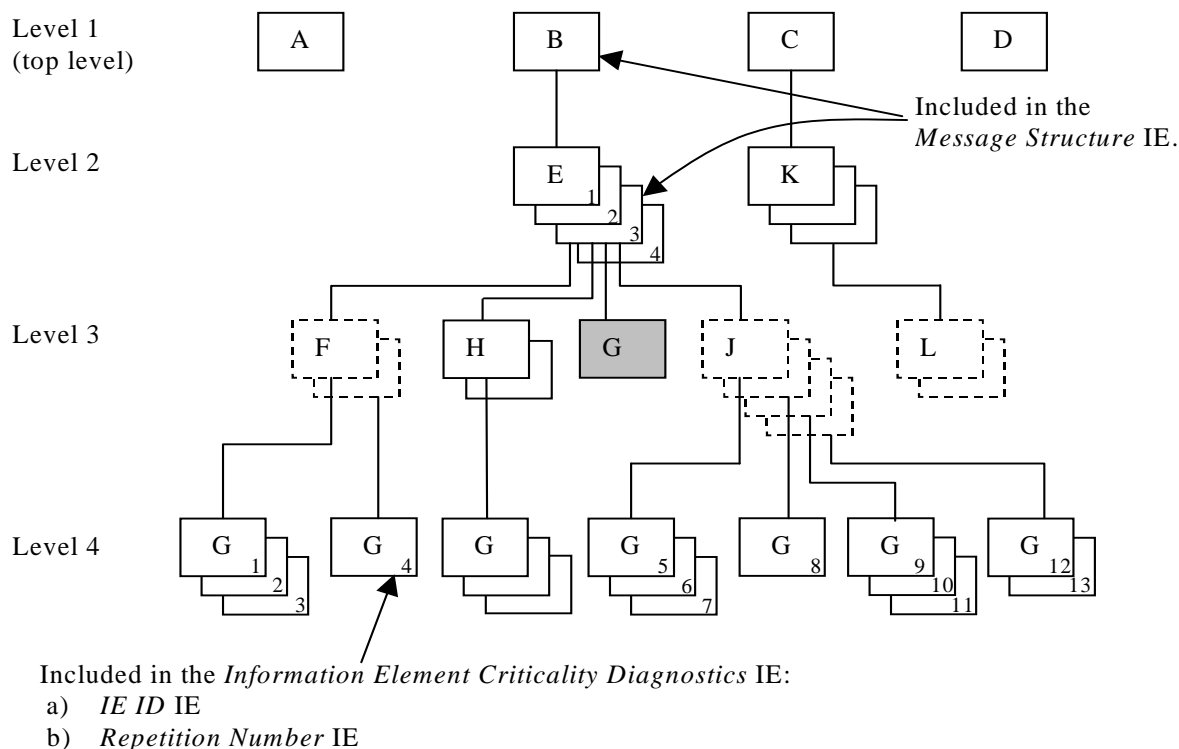 Level 1
(top level)
A
B
C
D
Included in the
Message Structure IE.
Level 2
E
1
2
3
4
K
Level 3
F
H
G
J
L
Level 4
G
1
2
3
G
4
G
G
5
6
7
G
8
G
9
10
11
G
12
13
Included in the Information Element Criticality Diagnostics IE:
a) IE ID IE
b) Repetition Number IE